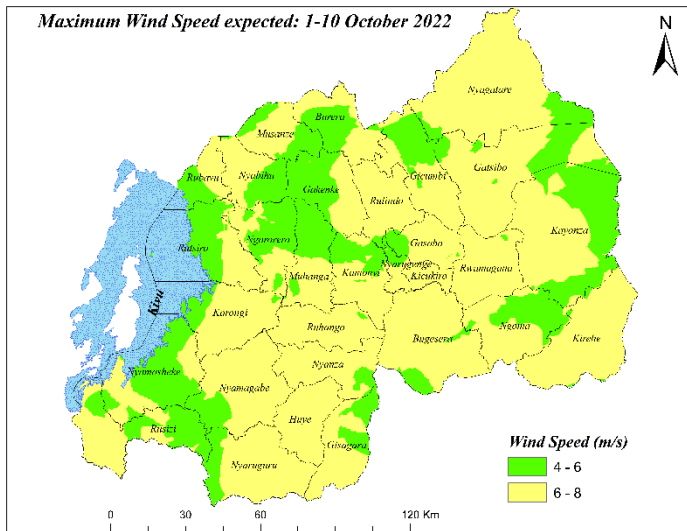 Maximum Wind Speed expected: 1-10 October 2022
N
Nyagatare
Burera
Musanze
Rubavu
Nyabihu
Gakenke
Rulindo
Gicumbi
Gatsibo
Kayonza
Rutsiro
Ngororero
Gasabo
Nyarugenge
Kicukiro
Rwamagana
Muhanga
Kamonyi
Kivu
Karongi
Ruhango
Bugesera
Ngoma
Kirehe
Nyamasheke
Nyanza
Nyamagabe
Huye
Gisagara
Rusizi
Nyaruguru
Wind Speed (m/s)
4 - 6
6 - 8
0 30 60 120 Km